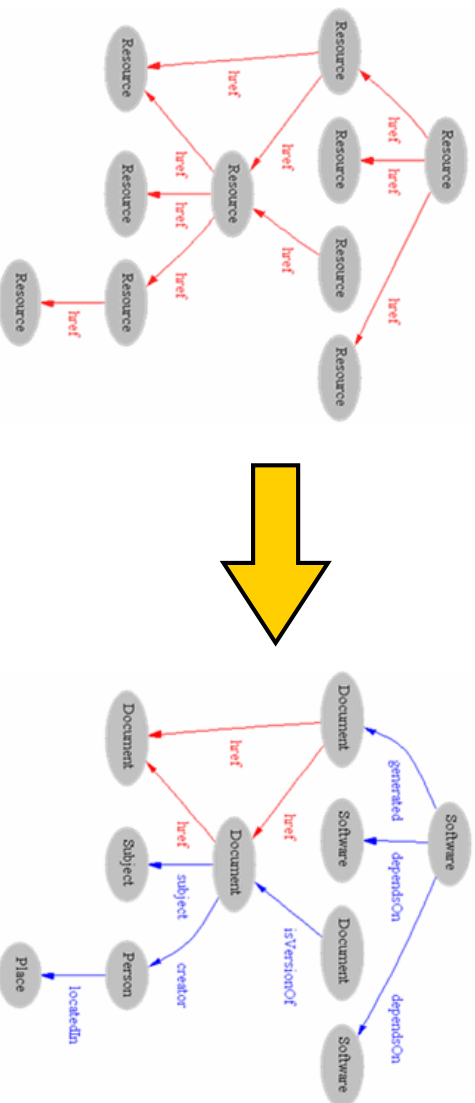 Resource
href href href
Resource Resource Resource Resource
href
href
Resource
href href href
Resource Resource Resource
href
Resource
Software
generated dependsOn dependsOn
Document Software Document Software
isVersionOf
href
Document
href subject creator
Document Subject Person
locatedIn
Place